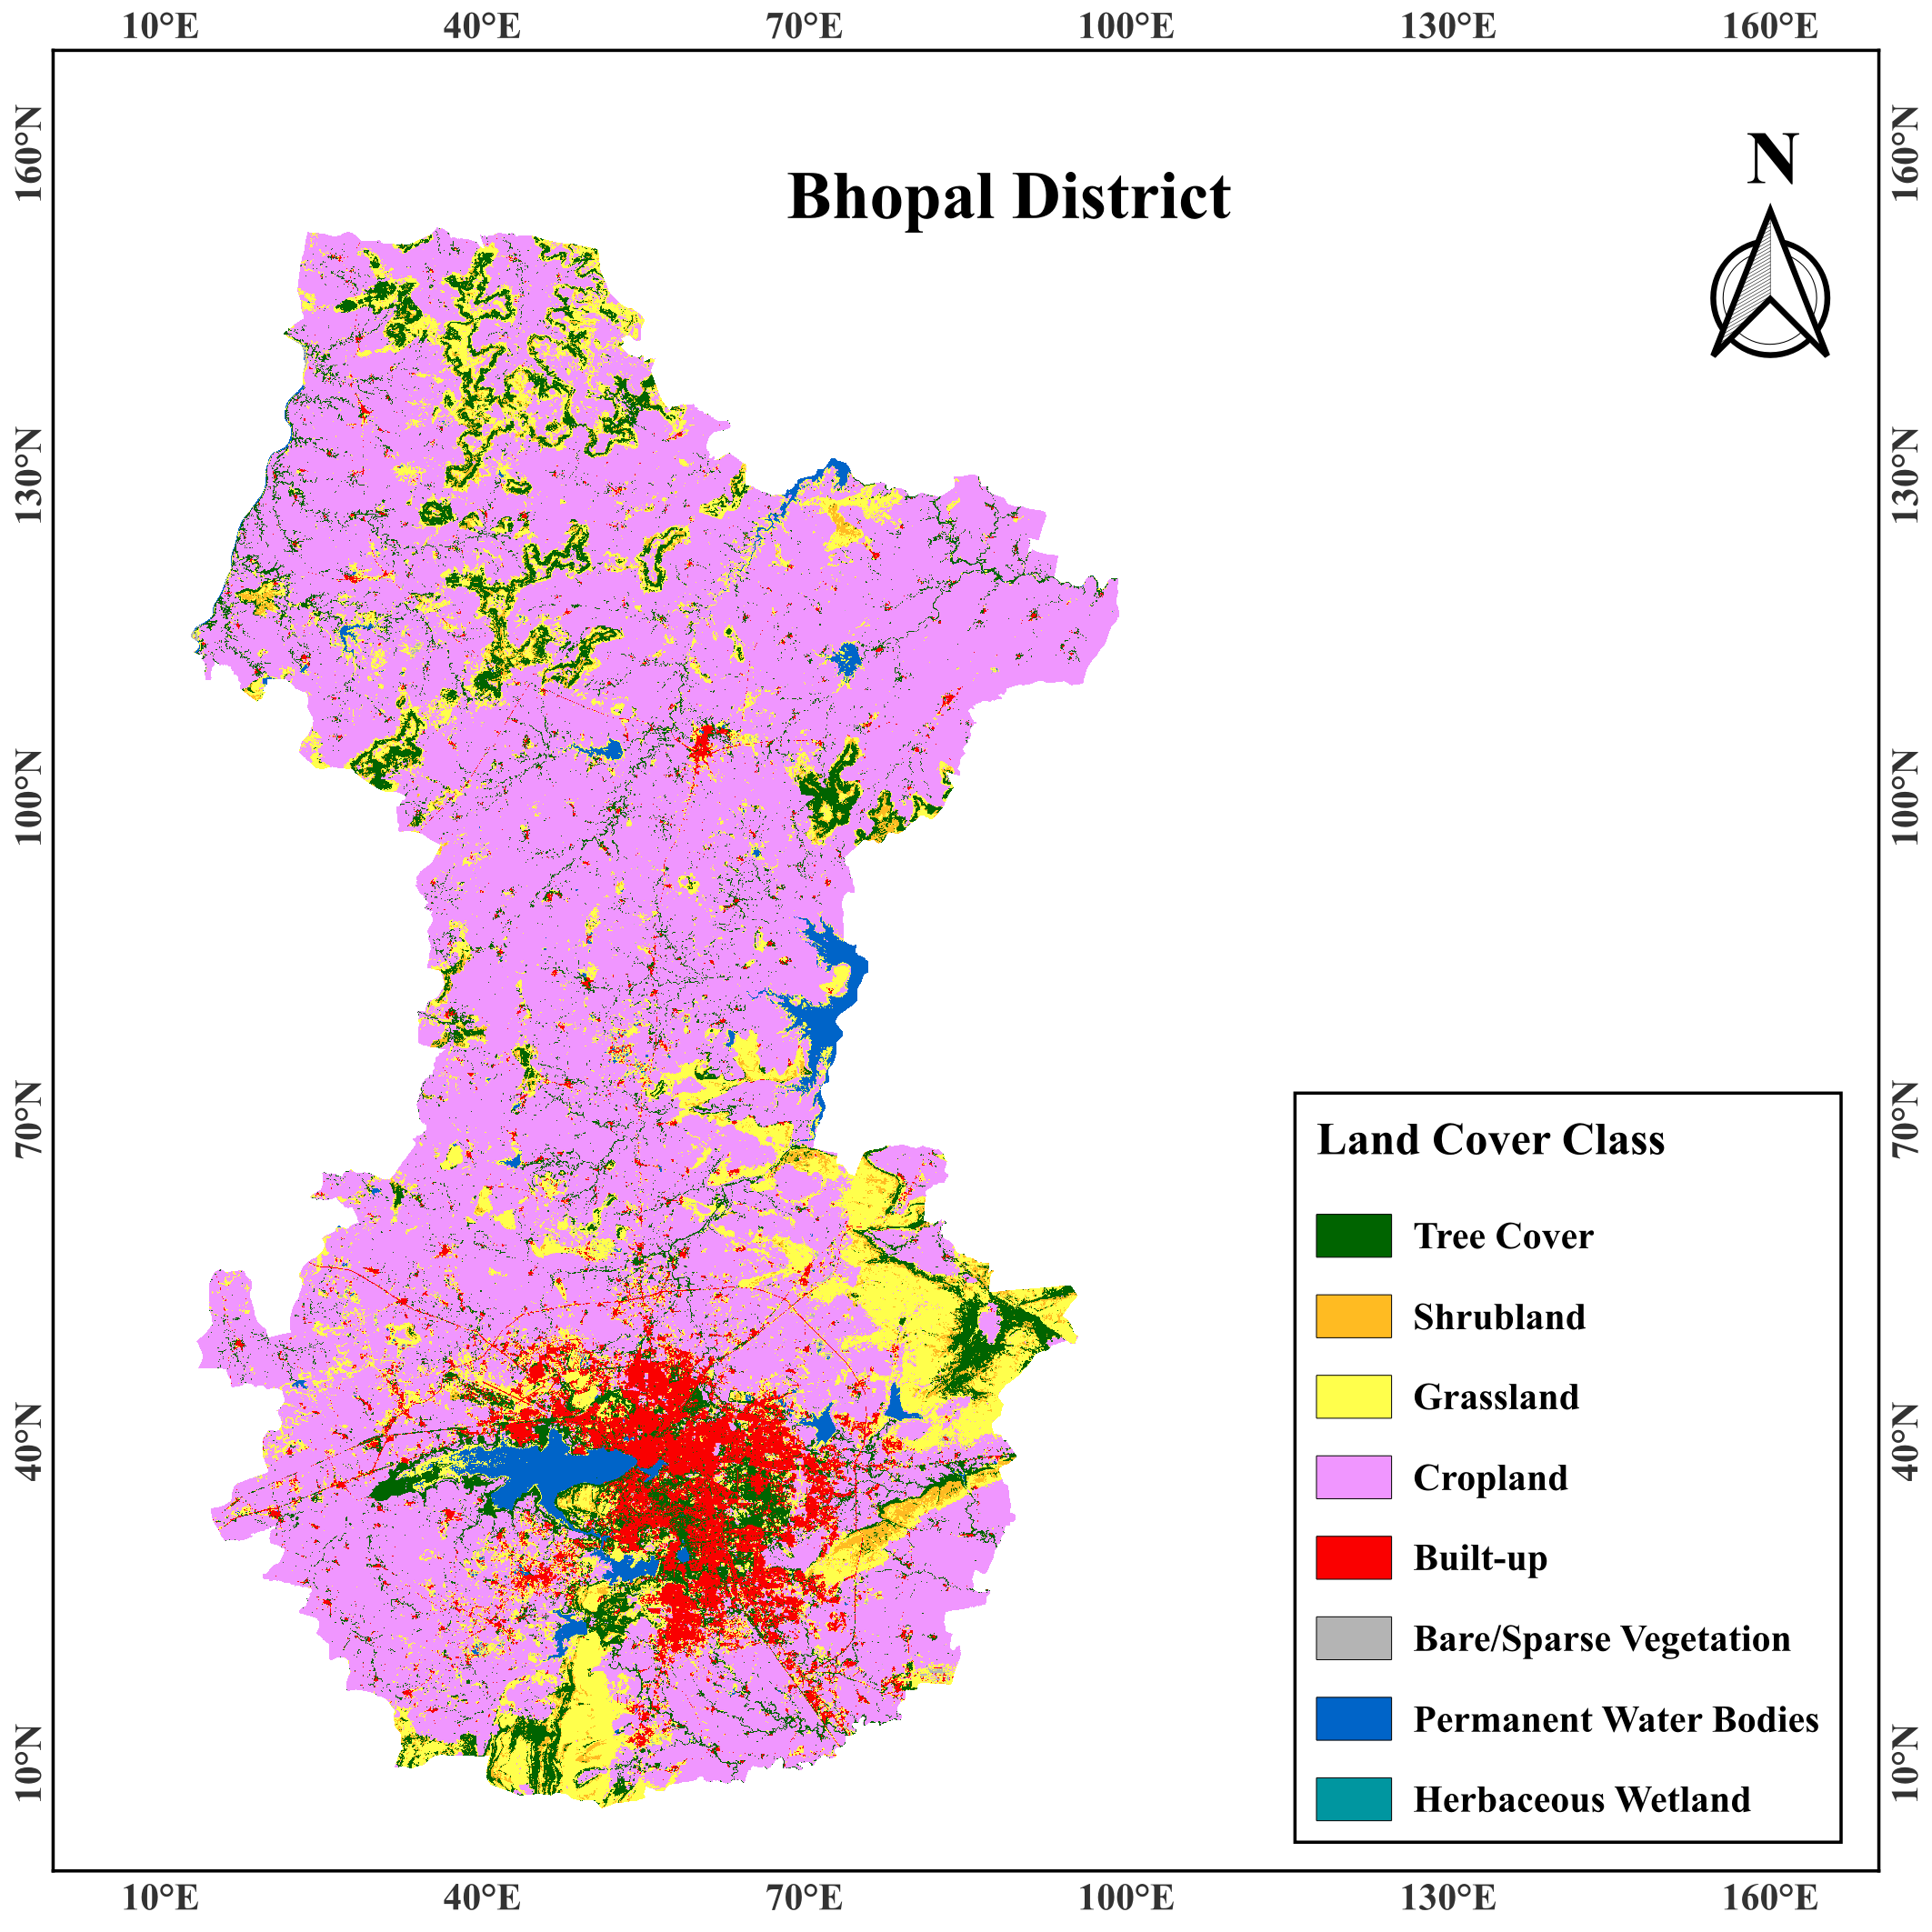 10°E 40°E 70°E 100°E 130°E 160°E
160°N 130°N 100°N 70°N 40°N 10°N
Bhopal District
N
Land Cover Class
Tree Cover
Shrubland
Grassland
Cropland
Built-up
Bare/Sparse Vegetation
Permanent Water Bodies
Herbaceous Wetland
160°N 130°N 100°N 70°N 40°N 10°N
10°E 40°E 70°E 100°E 130°E 160°E